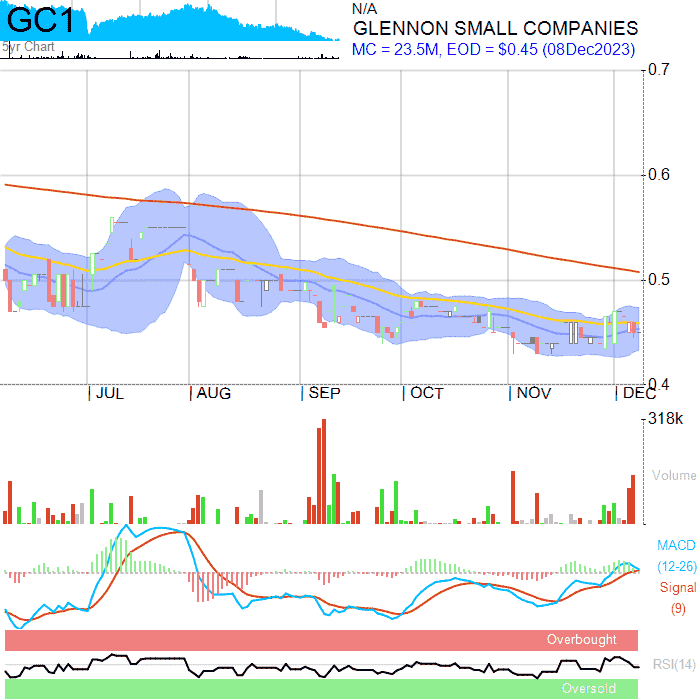 GC1
5yr Chart
N/A
GLENNON SMALL COMPANIES
MC = 23.5M, EOD = $0.45 (08Dec2023)
0.7
0.6
0.5
0.4
JUL AUG SEP OCT NOV DEC
318k
Volume
MACD
(12-26)
Signal
(9)
Overbought
RSI(14)
Oversold